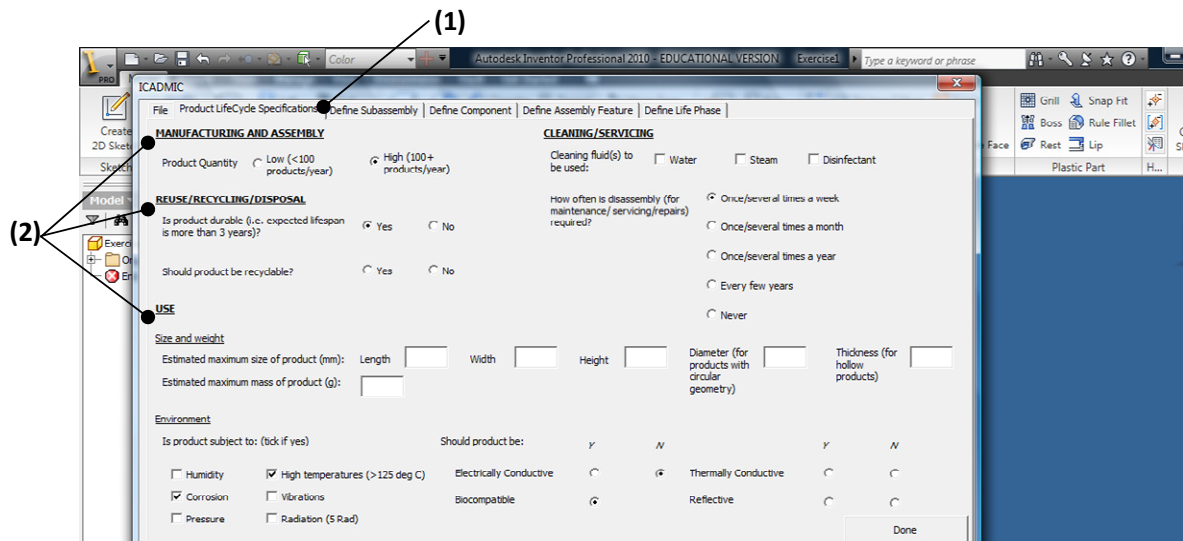 (1)
Color
Autodesk Inventor Professional 2010 - EDUCATIONAL VERSION Exercise1
Type a keyword or phrase
PRO
ICADMIC
File Product LifeCycle Specifications Define Subassembly Define Component Define Assembly Feature Define Life Phase
Create
2D Sket
Sketch
Grill Snap Fit
Boss Rule Fillet
Face Rest Lip
Plastic Part H...
Model
Exerci
Or
En
(2)
MANUFACTURING AND ASSEMBLY
Product Quantity
Low (<100
products/year)
High (100+
products/year)
REUSE/RECYCLING/DISPOSAL
Is product durable (i.e. expected lifespan
is more than 3 years)?
Yes No
Should product be recyclable? Yes No
CLEANING/SERVICING
Cleaning fluid(s) to
be used:
Water Steam Disinfectant
How often is disassembly (for
maintenance/ servicing/repairs)
required?
Once/several times a week
Once/several times a month
Once/several times a year
Every few years
Never
USE
Size and weight
Estimated maximum size of product (mm): Length Width Height
Diameter (for
products with
circular
geometry)
Thickness (for
hollow
products)
Estimated maximum mass of product (g):
Environment
Is product subject to: (tick if yes)
Humidity High temperatures (>125 deg C)
Corrosion Vibrations
Pressure Radiation (5 Rad)
Should product be: Y N Y N
Electrically Conductive Thermally Conductive
Biocompatible Reflective
Done